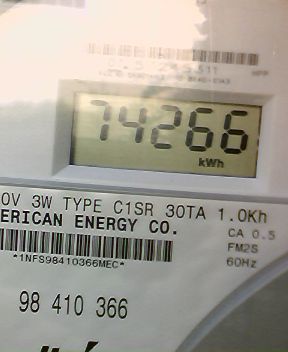 74266
kWh
0V 3W TYPE C1SR 30TA 1.0Kh
ERICAN ENERGY CO.
CA 0.5
FM2S
60Hz
*1NFS98410366MEC*
98 410 366